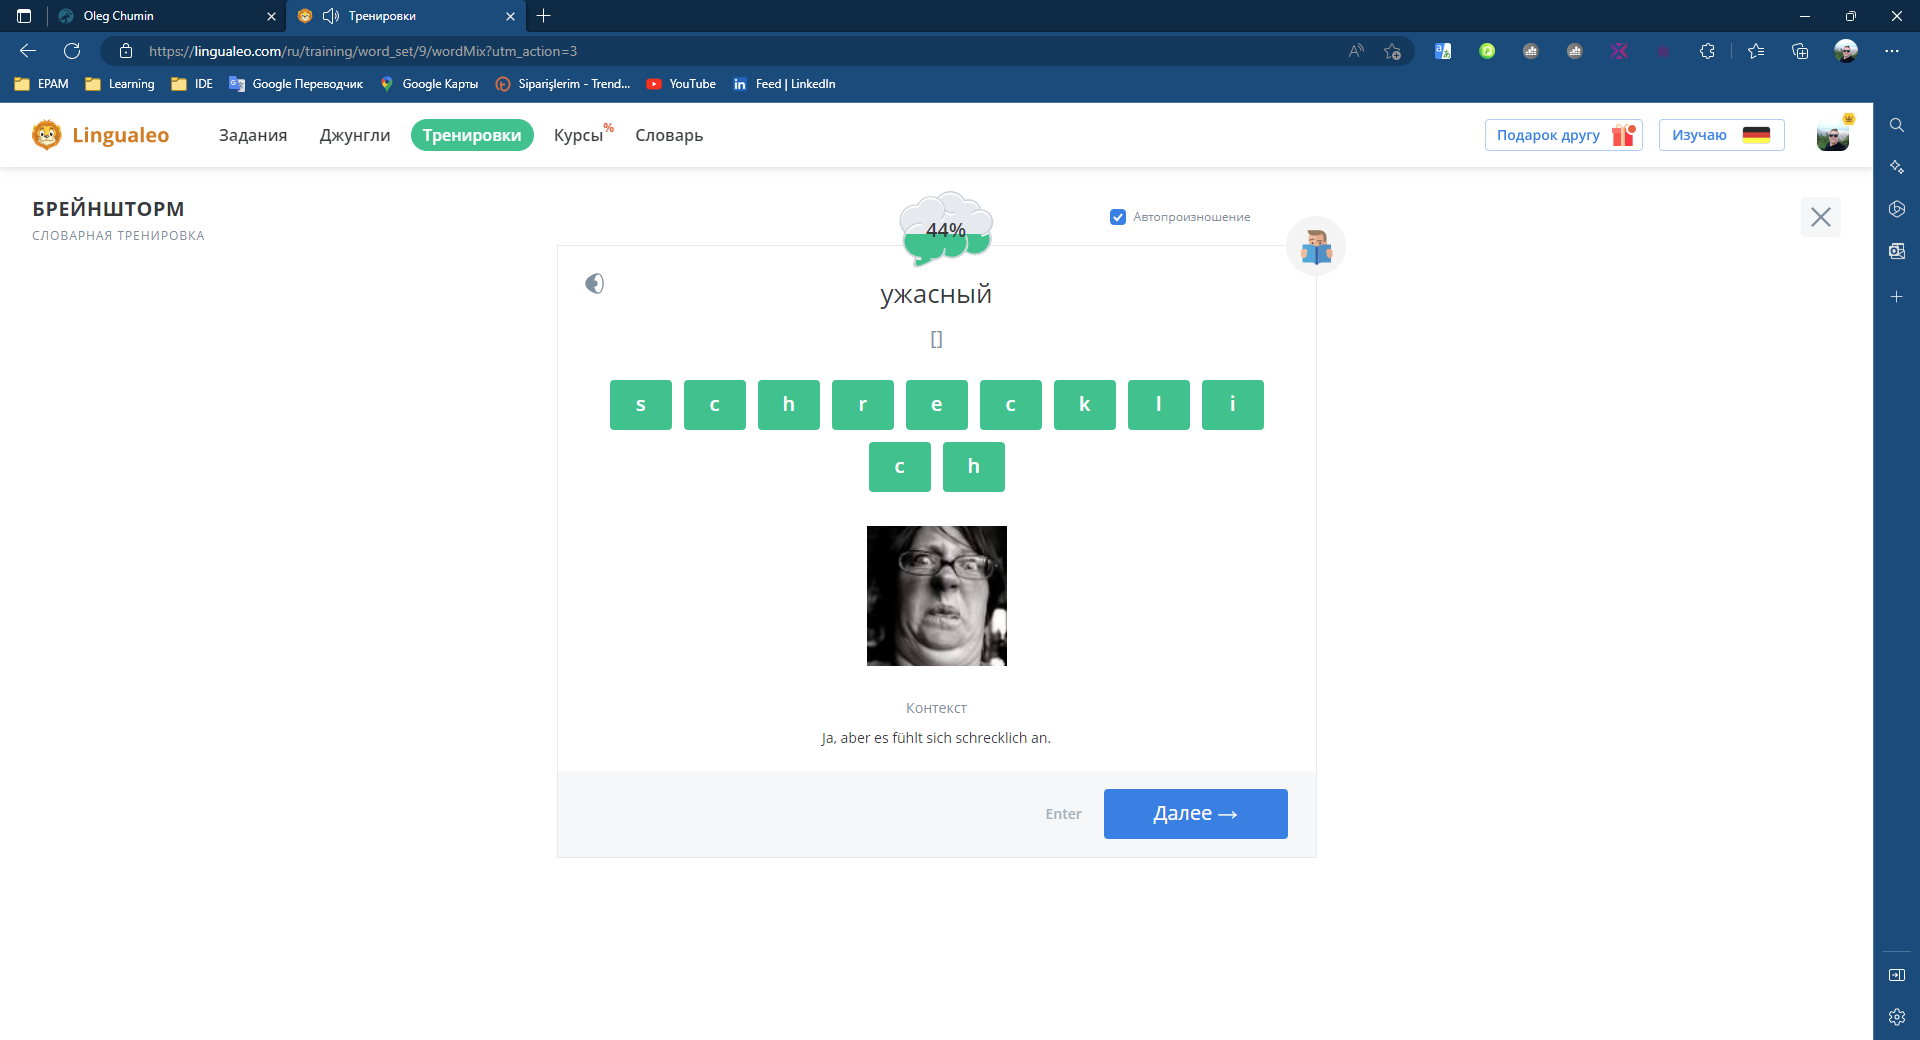 Oleg Chumin
Тренировки
https://lingualeo.com/ru/training/word_set/9/wordMix?utm_action=3
EPAM Learning IDE Google Переводчик Google Карты Siparişlerim - Trend... YouTube Feed | LinkedIn
Lingualeo Задания Джунгли Тренировки Курсы% Словарь Подарок другу Изучаю
БРЕЙНШТОРМ
СЛОВАРНАЯ ТРЕНИРОВКА
44%
Автопроизношение
ужасный
[]
s c h r e c k l i
c h
Контекст
Ja, aber es fühlt sich schrecklich an.
Enter Далее →